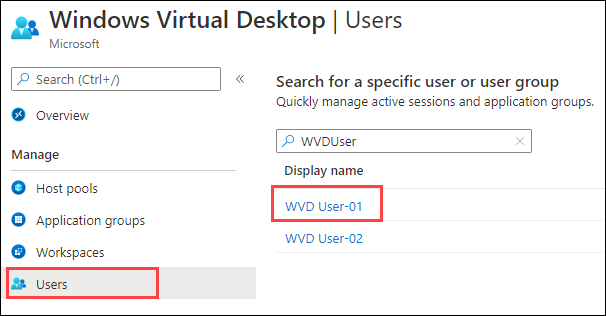 Windows Virtual Desktop | Users
Microsoft
Search (Ctrl+/)
«
Overview
Manage
Host pools
Application groups
Workspaces
Users
Search for a specific user or user group
Quickly manage active sessions and application groups.
WVDUser
Display name
WVD User-01
WVD User-02